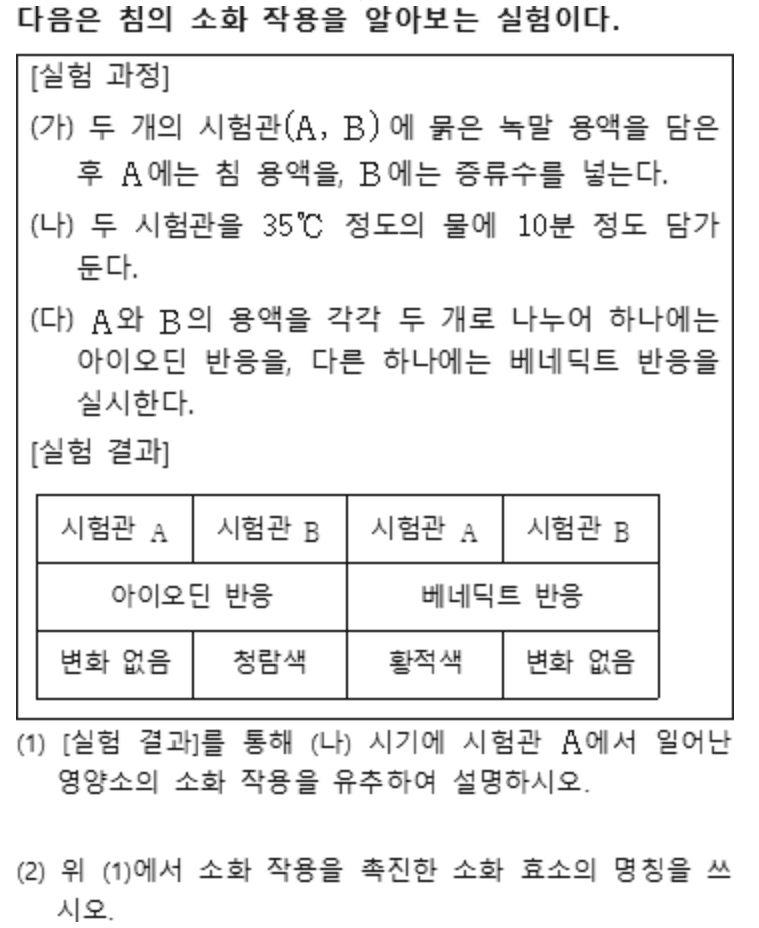 다음은 침의 소화 작용을 알아보는 실험이다.
[실험 과정]
(가) 두 개의 시험관(A, B)에 묽은 녹말 용액을 담은
후 A에는 침 용액을, B에는 증류수를 넣는다.
(나) 두 시험관을 35℃ 정도의 물에 10분 정도 담가
둔다.
(다) A와 B의 용액을 각각 두 개로 나누어 하나에는
아이오딘 반응을, 다른 하나에는 베네딕트 반응을
실시한다.
[실험 결과]
시험관 A 시험관 B 시험관 A 시험관 B
아이오딘 반응 베네딕트 반응
변화 없음 청람색 황적색 변화 없음
(1) [실험 결과]를 통해 (나) 시기에 시험관 A에서 일어난
영양소의 소화 작용을 유추하여 설명하시오.
(2) 위 (1)에서 소화 작용을 촉진한 소화 효소의 명칭을 쓰
시오.